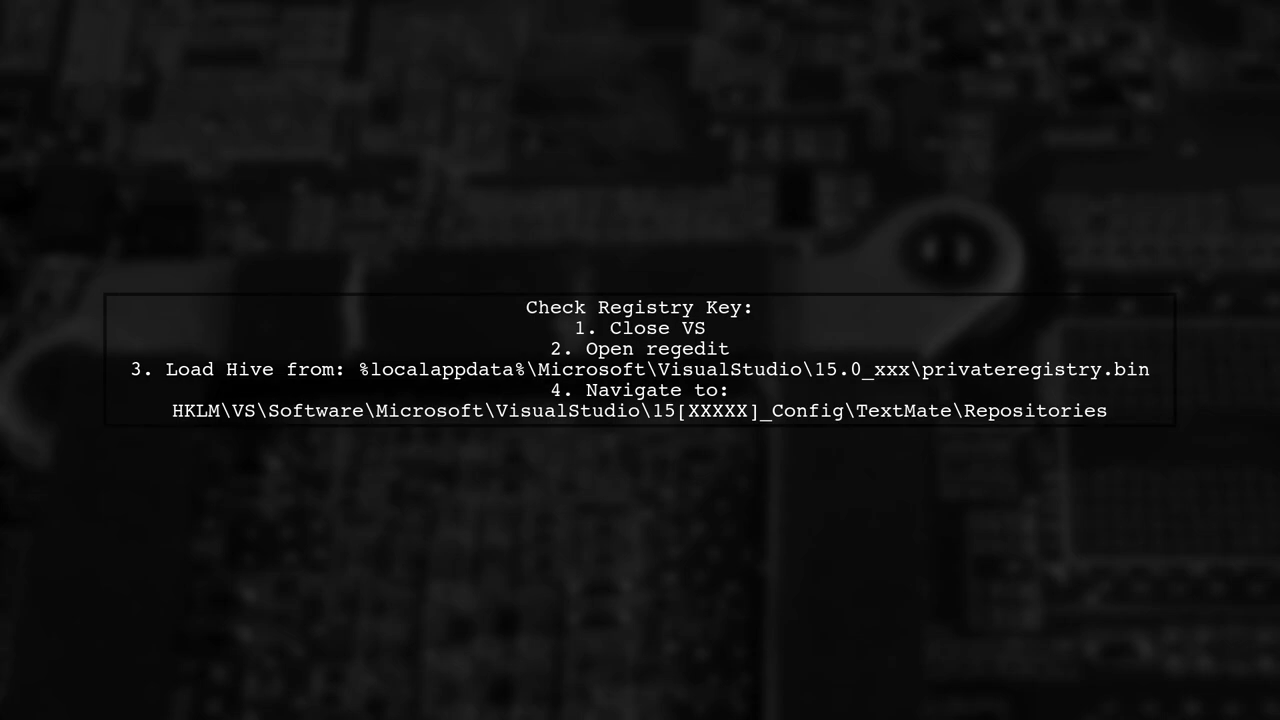 Check Registry Key:
1. Close VS
2. Open regedit
3. Load Hive from: %localappdata%\Microsoft\VisualStudio\15.0_xxx\privateregistry.bin
4. Navigate to:
HKLM\VS\Software\Microsoft\VisualStudio\15[XXXXX]_Config\TextMate\Repositories